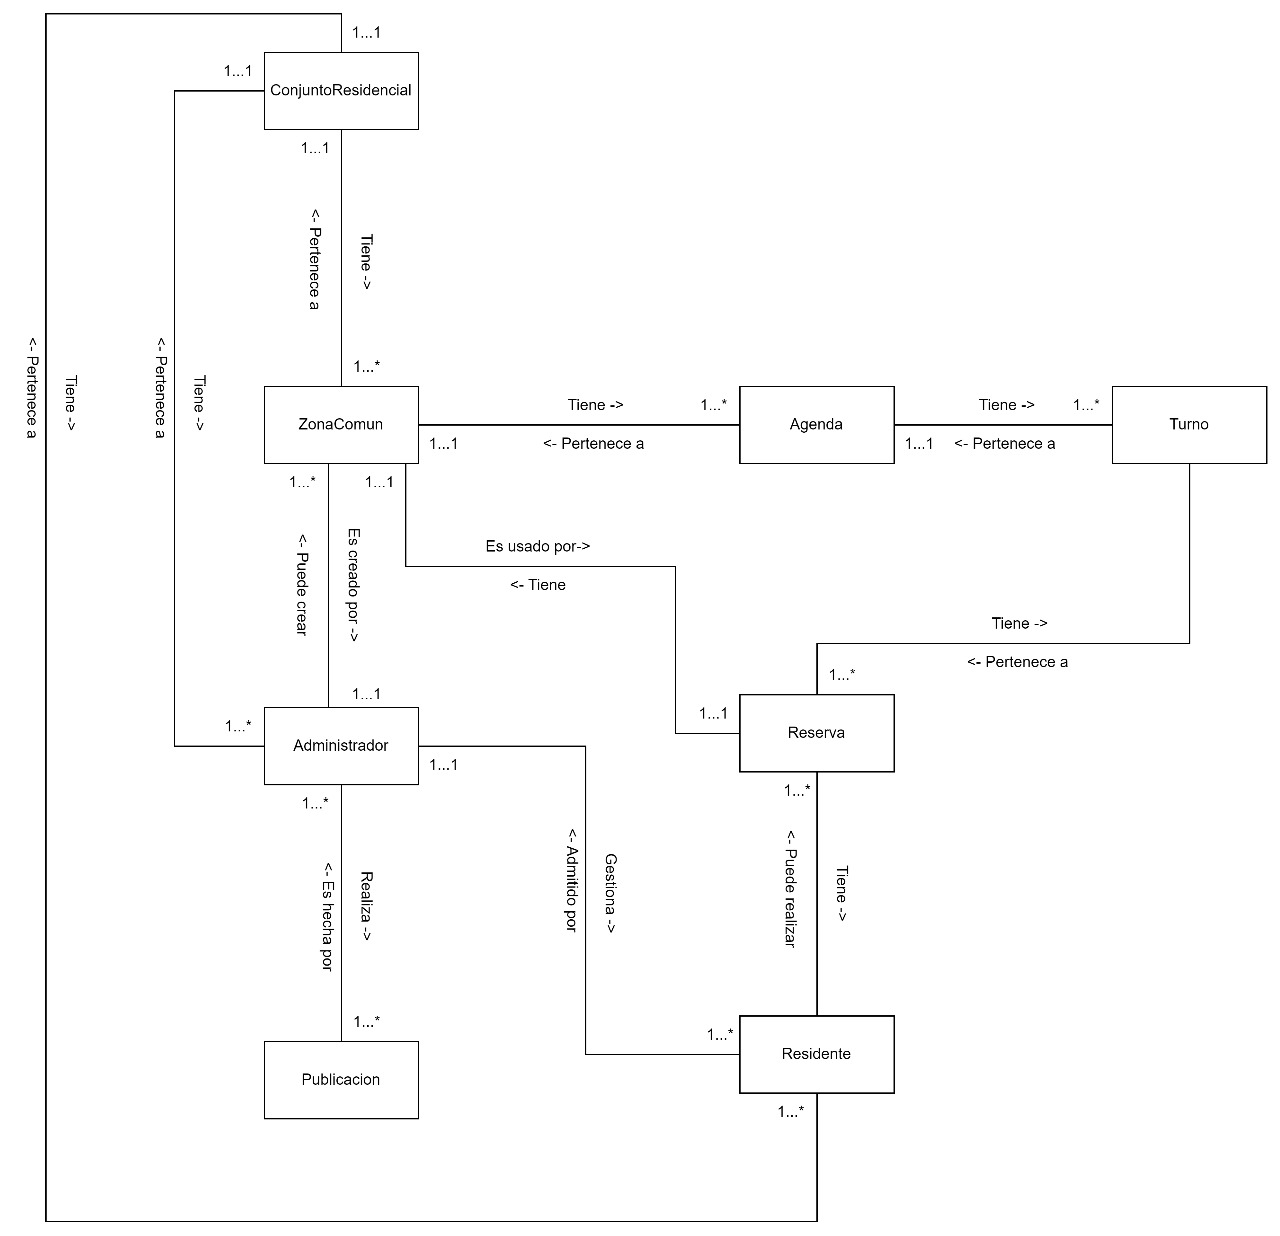 1...1
1...1
ConjuntoResidencial
1...1
<- Pertenece a
Tiene ->
<- Pertenece a
Tiene ->
<- Pertenece a
Tiene ->
1...*
ZonaComun
Tiene ->
1...*
1...1
<- Pertenece a
Agenda
Tiene ->
1...*
1...1
<- Pertenece a
Turno
1...*
1...1
<- Puede crear
Es creado por ->
Es usado por->
<- Tiene
Tiene ->
<- Pertenece a
1...*
1...1
1...*
1...1
Administrador
1...1
Reserva
1...*
1...*
<- Es hecha por
Realiza ->
<- Admitido por
Gestiona ->
<- Puede realizar
Tiene ->
1...*
1...*
Publicacion
Residente
1...*